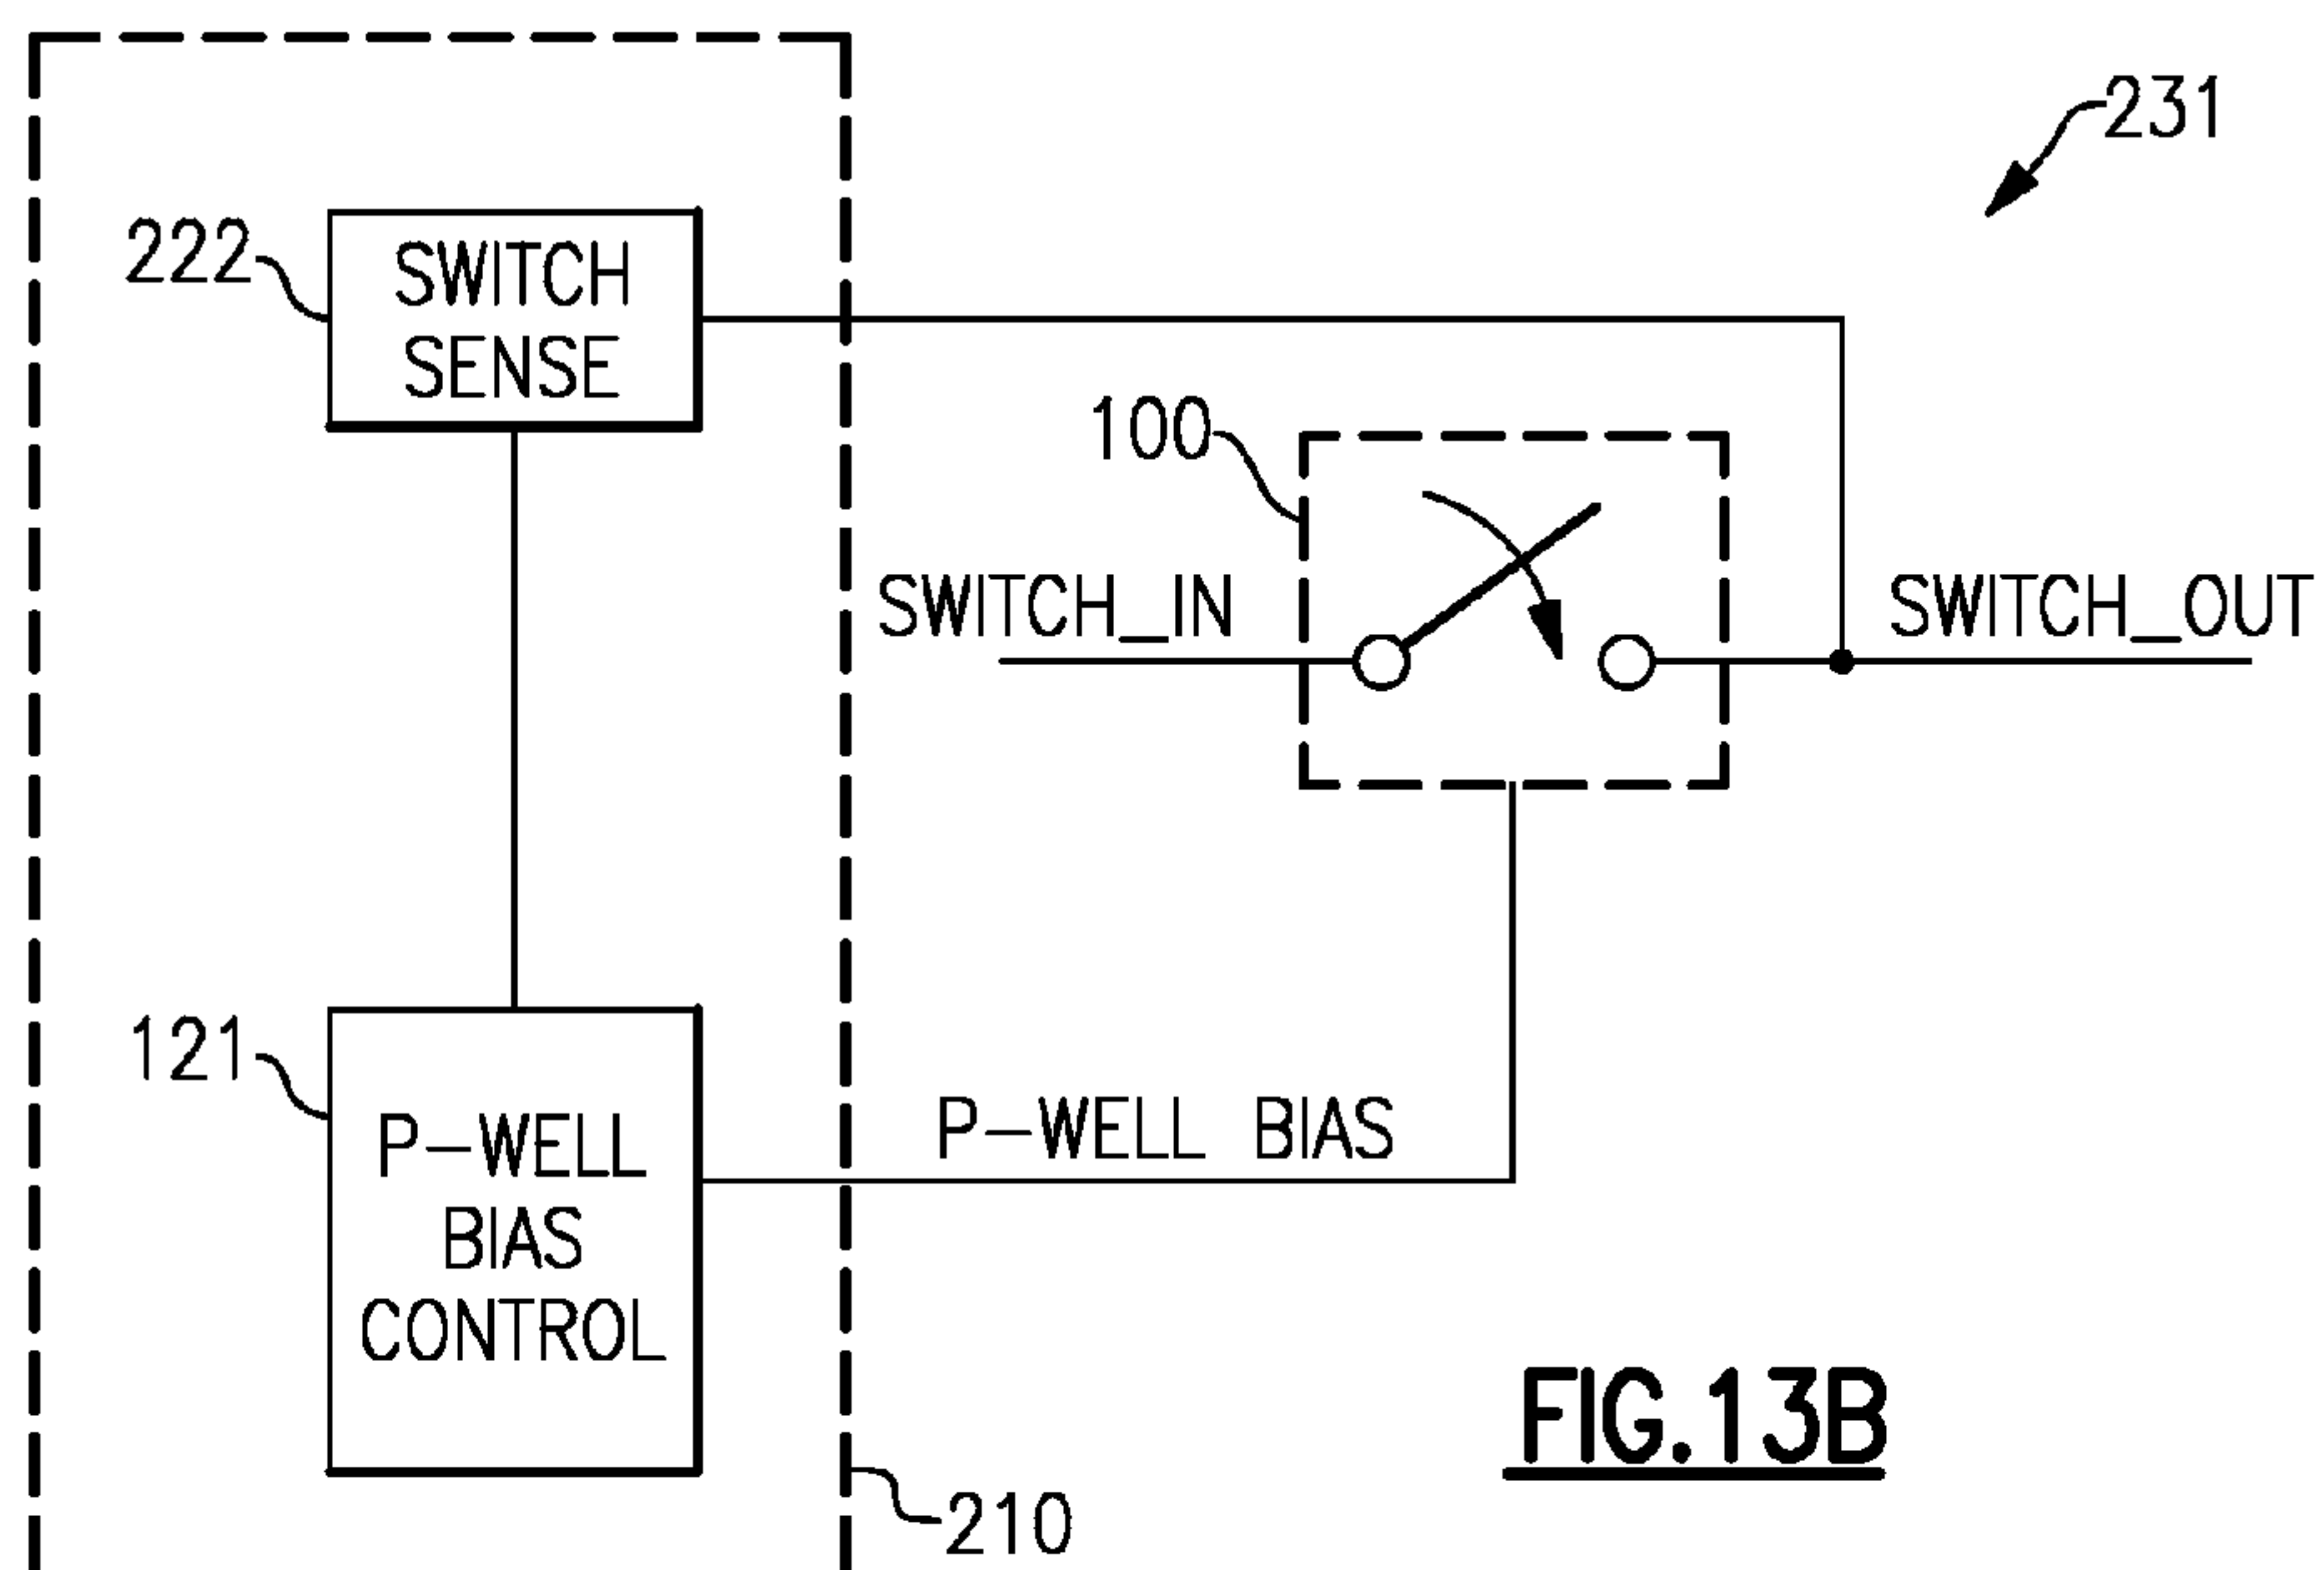 231
222
SWITCH
SENSE
100
SWITCH_IN
SWITCH_OUT
121
P-WELL
BIAS
CONTROL
P-WELL BIAS
210
FIG.13B